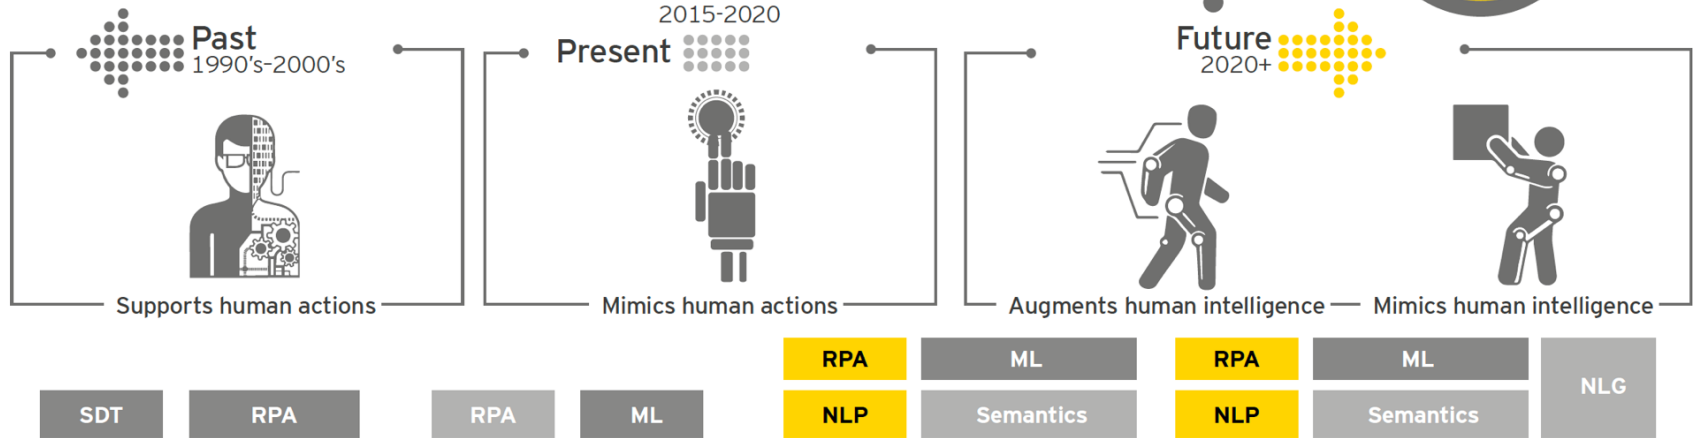 Past
1990's-2000's
2015-2020
Present
Future
2020+
Supports human actions
Mimics human actions
Augments human intelligence
Mimics human intelligence
RPA
ML
RPA
ML
NLG
SDT
RPA
RPA
ML
NLP
Semantics
NLP
Semantics